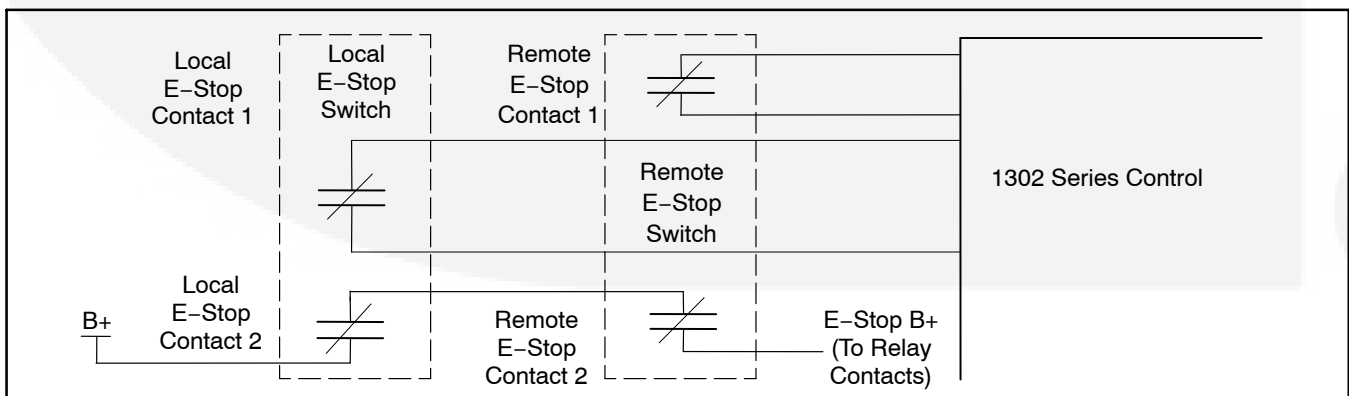 Local
E−Stop
Contact 1
Local
E−Stop
Switch
Remote
E−Stop
Contact 1
Remote
E−Stop
Switch
1302 Series Control
B+
Local
E−Stop
Contact 2
Remote
E−Stop
Contact 2
E−Stop B+
(To Relay
Contacts)